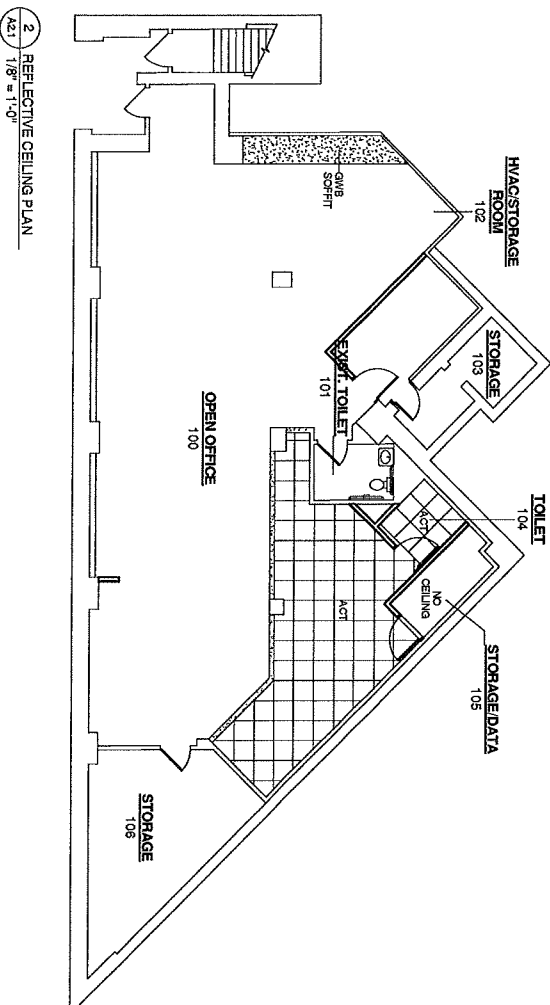 HVAC/STORAGE
ROOM
102
STORAGE
103
TOILET
104
STORAGE/DATA
105
GWB
SOFFIT
EXIST. TOILET
101
ACT
NO
CEILING
ACT
OPEN OFFICE
100
STORAGE
106
2
A2.1
REFLECTIVE CEILING PLAN
1/8" = 1'-0"